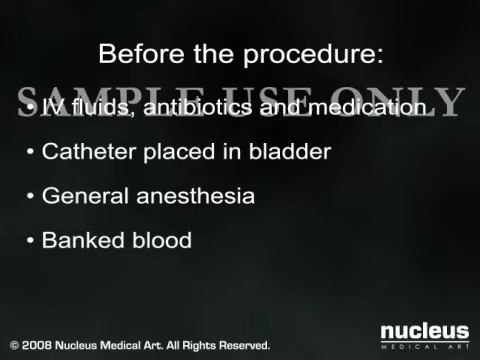 Before the procedure:
SAMPLE USE ONLY
• IV fluids, antibiotics and medication
• Catheter placed in bladder
• General anesthesia
• Banked blood
nucleus
MEDICAL ART
© 2008 Nucleus Medical Art. All Rights Reserved.